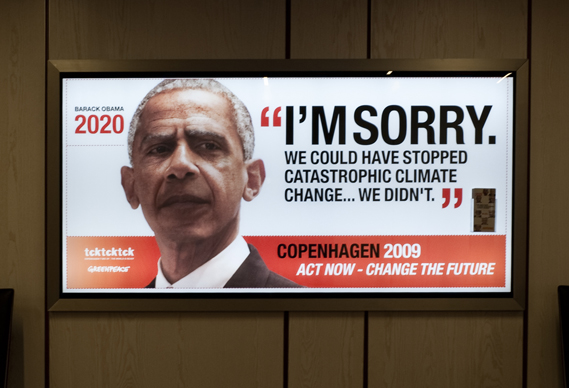 BARACK OBAMA
2020
“I'M SORRY.
WE COULD HAVE STOPPED
CATASTROPHIC CLIMATE
CHANGE... WE DIDN'T.”
tcktcktck
GREENPEACE
COPENHAGEN 2009
ACT NOW - CHANGE THE FUTURE